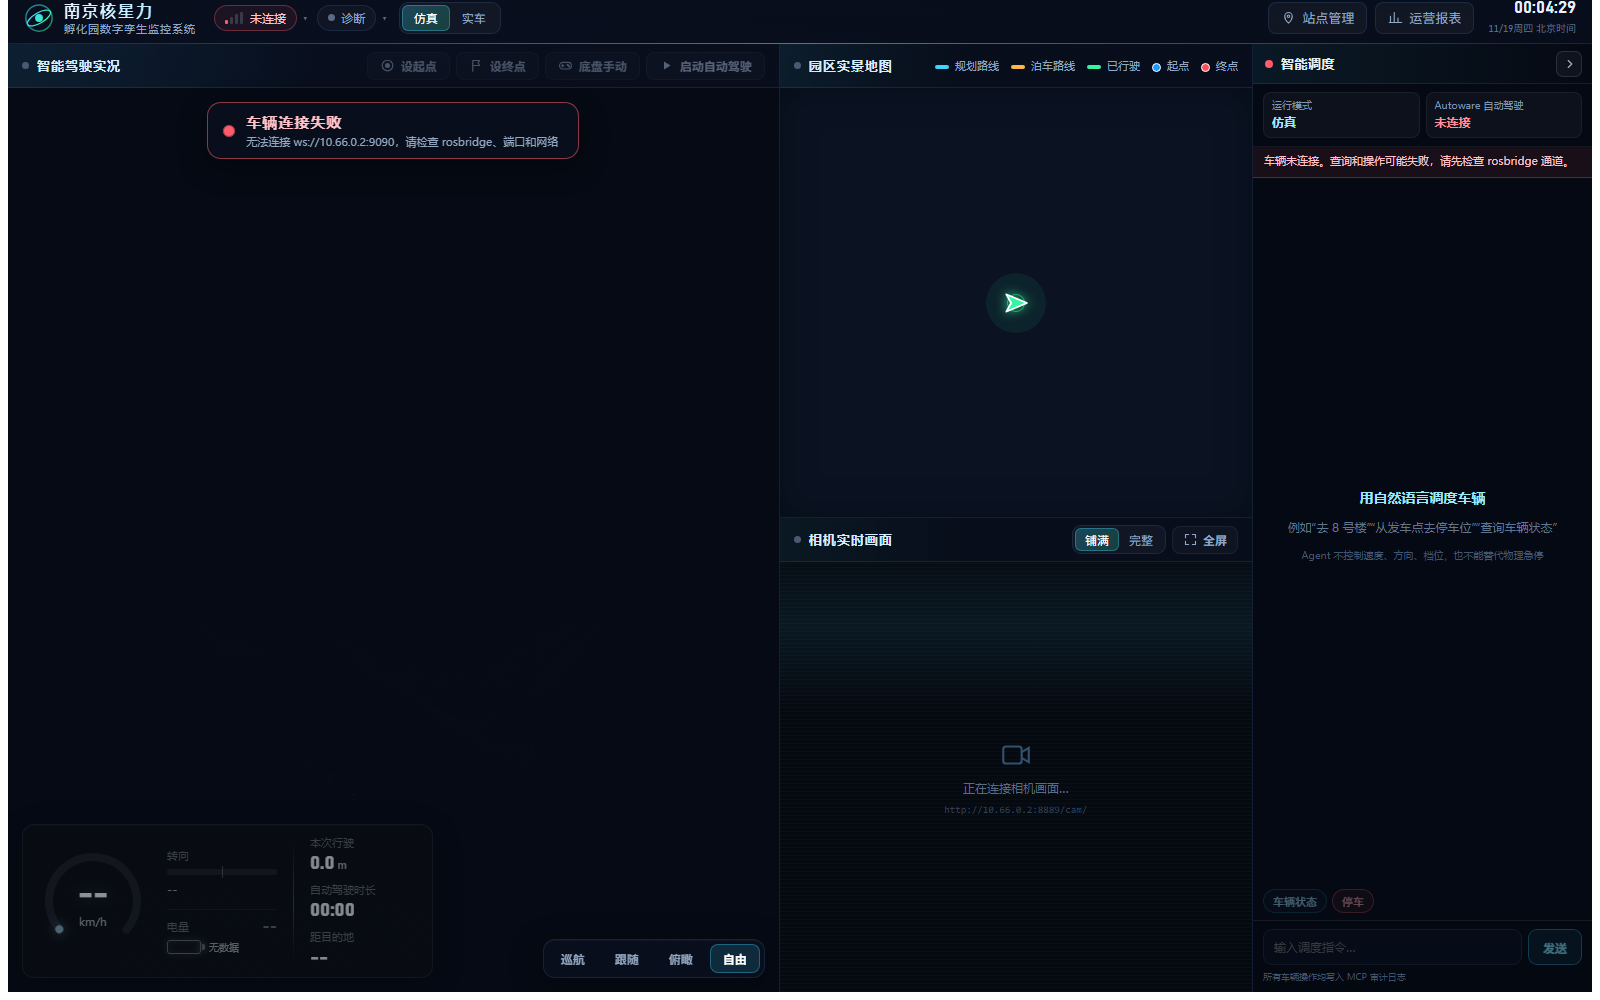 南京核星力
孵化园数字孪生监控系统
未连接
诊断
仿真
实车
站点管理
运营报表
00:04:29
11/19周四 北京时间
智能驾驶实况
设起点
设终点
底盘手动
启动自动驾驶
车辆连接失败
无法连接 ws://10.66.0.2:9090，请检查 rosbridge、端口和网络
-- km/h
转向
--
电量 --
无数据
本次行驶
0.0 m
自动驾驶时长
00:00
距目的地
--
巡航
跟随
俯瞰
自由
园区实景地图
规划路线
泊车路线
已行驶
起点
终点
相机实时画面
铺满
完整
全屏
正在连接相机画面...
http://10.66.0.2:8889/cam/
智能调度
运行模式
仿真
Autoware 自动驾驶
未连接
车辆未连接。查询和操作可能失败，请先检查 rosbridge 通道。
用自然语言调度车辆
例如“去 8 号楼”“从发车点去停车位”“查询车辆状态”
Agent 不控制速度、方向、档位，也不能替代物理急停
车辆状态
停车
输入调度指令...
发送
所有车辆操作均写入 MCP 审计日志